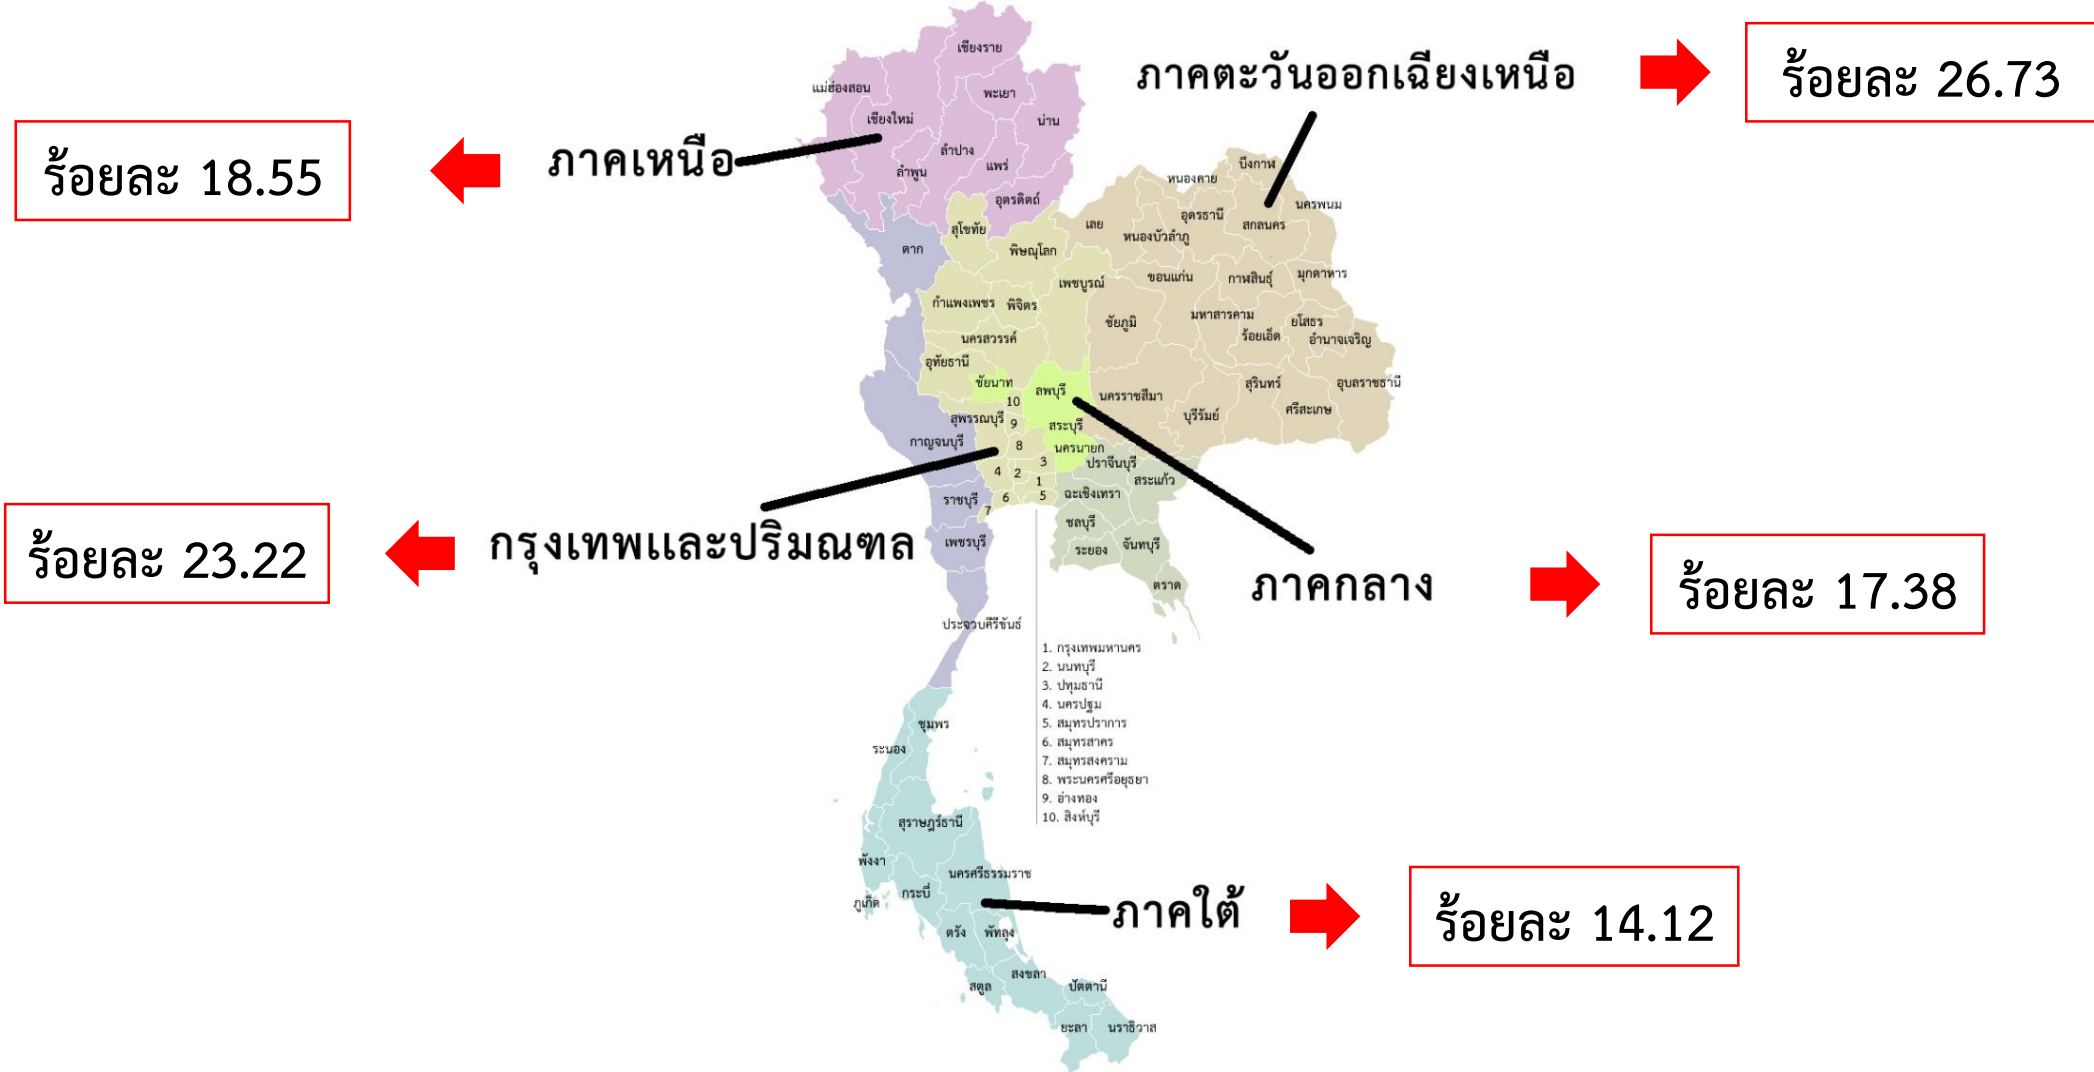 เชียงราย
ภาคตะวันออกเฉียงเหนือ
ร้อยละ 26.73
แม่ฮ่องสอน
พะเยา
เชียงใหม่
น่าน
ภาคเหนือ
ร้อยละ 18.55
ลำปาง
แพร่
ลำพูน
อุตรดิตถ์
บึงกาฬ
หนองคาย
นครพนม
อุดรธานี
สกลนคร
เลย
หนองบัวลำภู
สุโขทัย
ตาก
พิษณุโลก
ขอนแก่น
กาฬสินธุ์
มุกดาหาร
เพชบูรณ์
กำแพงเพชร
พิจิตร
ชัยภูมิ
มหาสารคาม
ร้อยเอ็ด
ยโสธร
อำนาจเจริญ
นครสวรรค์
อุทัยธานี
ชัยนาท
ลพบุรี
นครราชสีมา
สุรินทร์
อุบลราชธานี
บุรีรัมย์
ศรีสะเกษ
10
สุพรรณบุรี
9
สระบุรี
กาญจนบุรี
8
นครนายก
ปราจีนบุรี
3
4
2
1
สระแก้ว
ราชบุรี
6
5
ฉะเชิงเทรา
7
ชลบุรี
เพชรบุรี
ระยอง
จันทบุรี
ตราด
กรุงเทพและปริมณฑล
ร้อยละ 23.22
ภาคกลาง
ร้อยละ 17.38
ประจวบคีรีขันธ์
1. กรุงเทพมหานคร
2. นนทบุรี
3. ปทุมธานี
4. นครปฐม
5. สมุทรปราการ
6. สมุทรสาคร
7. สมุทรสงคราม
8. พระนครศรีอยุธยา
9. อ่างทอง
10. สิงห์บุรี
ชุมพร
ระนอง
สุราษฎร์ธานี
พังงา
นครศรีธรรมราช
กระบี่
ภูเก็ต
ภาคใต้
ร้อยละ 14.12
ตรัง
พัทลุง
สงขลา
สตูล
ปัตตานี
ยะลา
นราธิวาส